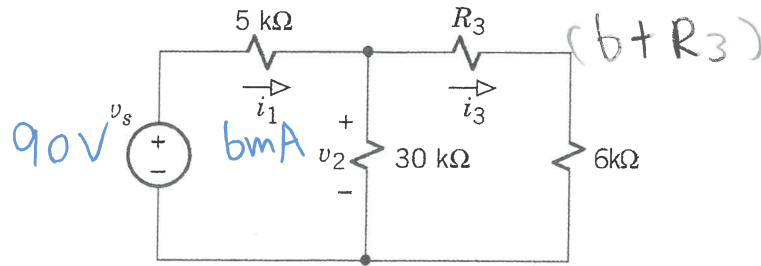 5 kΩ
R3
(6+R3)
i1
i3
vs
90V
+
−
6mA
+
v2
−
30 kΩ
6kΩ